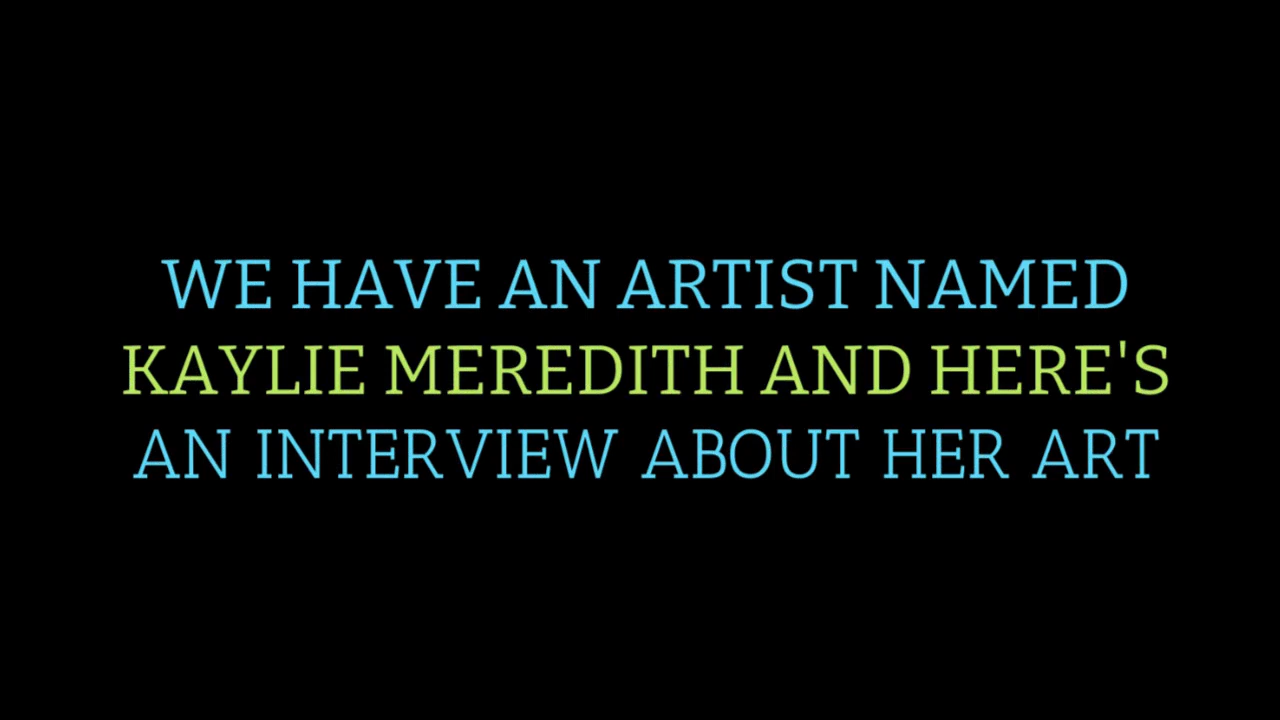 WE HAVE AN ARTIST NAMED
KAYLIE MEREDITH AND HERE'S
AN INTERVIEW ABOUT HER ART